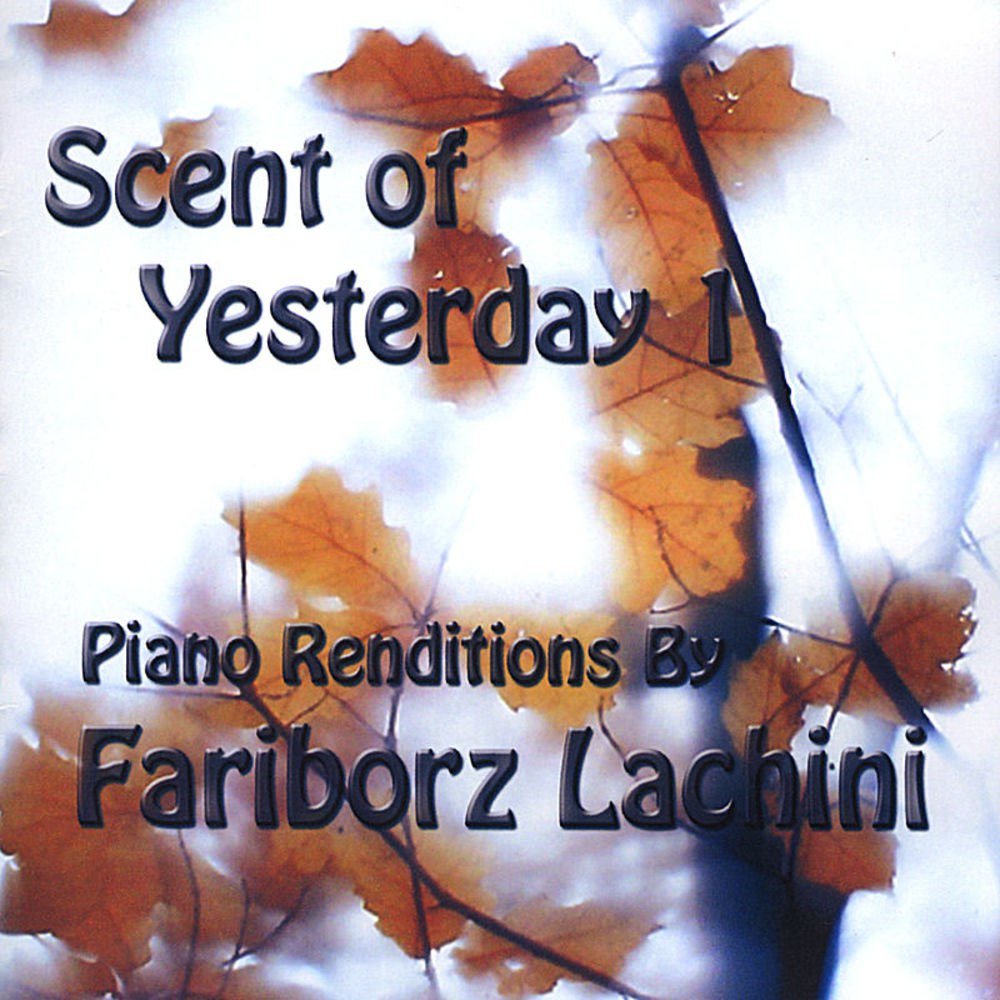 Scent of
Yesterday 1
Piano Renditions By
Fariborz Lachini